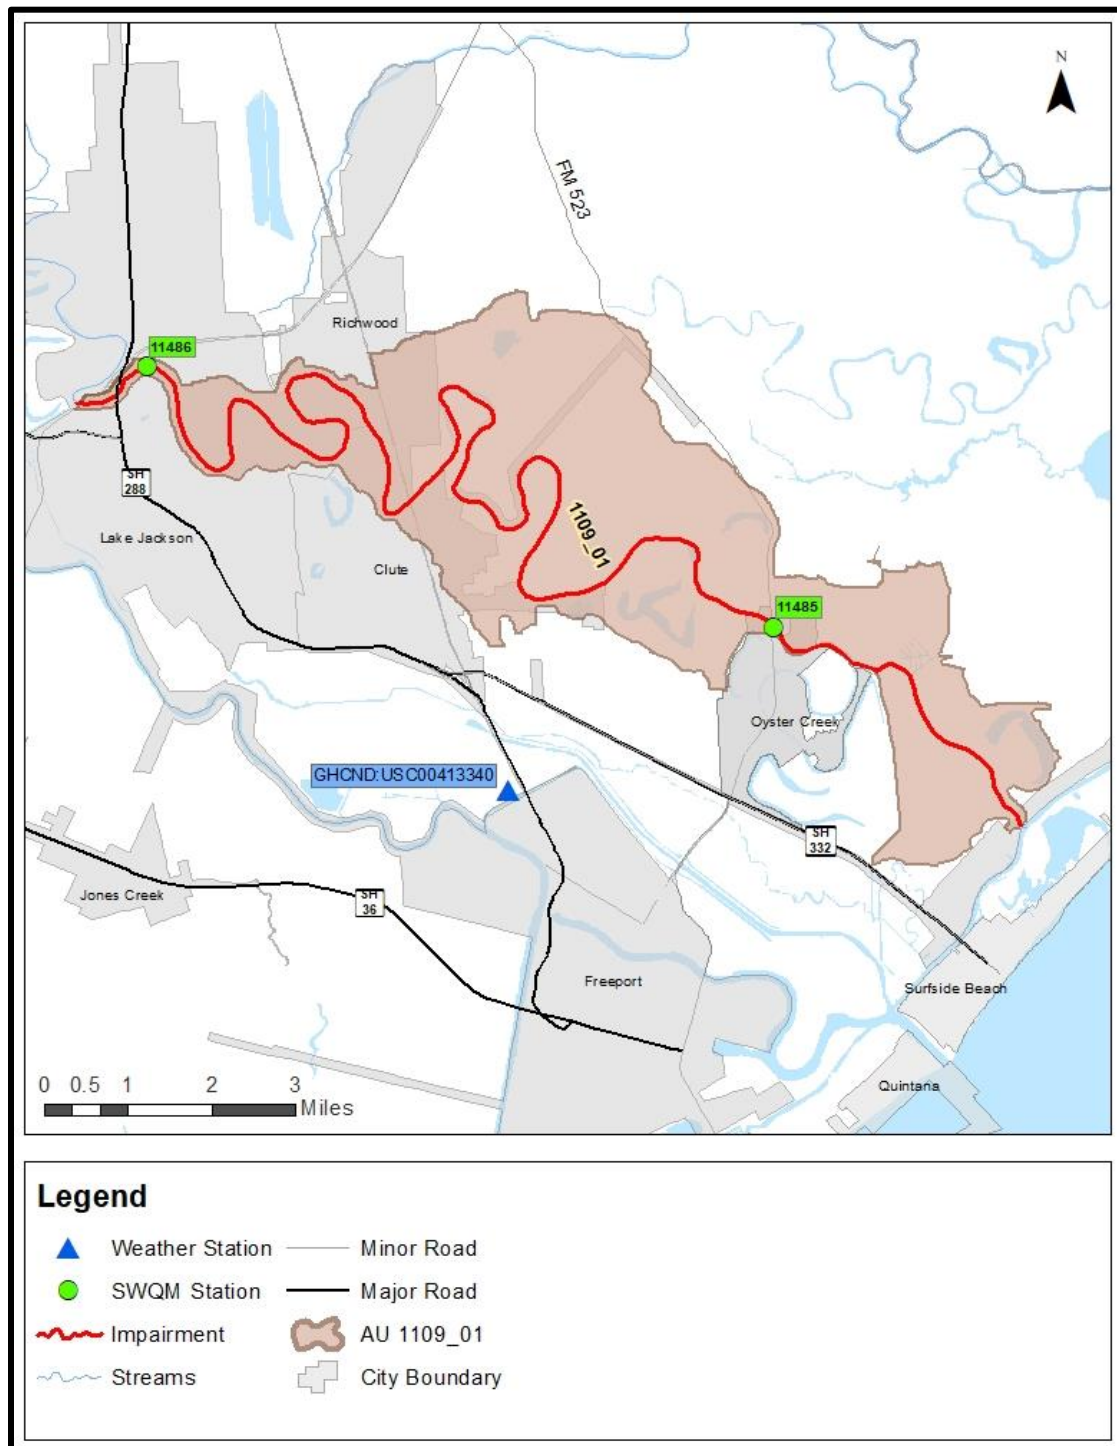 N
FM 523
Richwood
11486
SH
288
1109_01
Lake Jackson
Clute
11485
Oyster Creek
GHCND:USC00413340
SH
332
Jones Creek
SH
36
Freeport
Surfside Beach
Quintana
0 0.5 1 2 3
Miles
Legend
Weather Station
Minor Road
SWQM Station
Major Road
Impairment
AU 1109_01
Streams
City Boundary